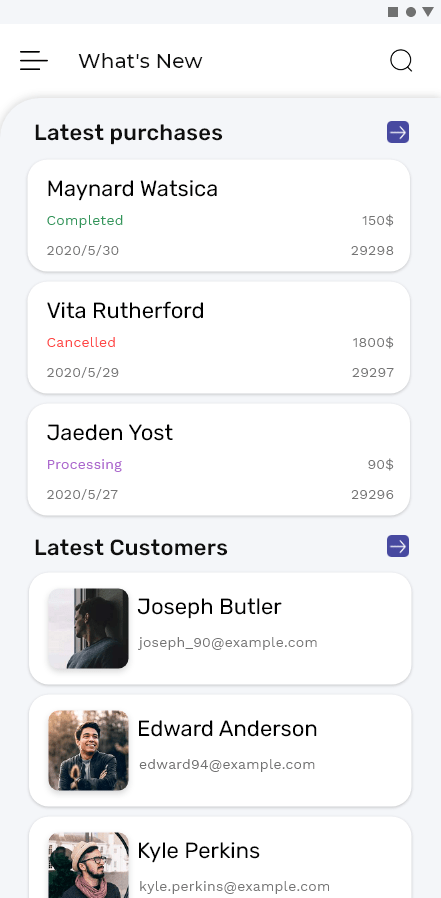 What's New
Latest purchases
Maynard Watsica
Completed 150$
2020/5/30 29298
Vita Rutherford
Cancelled 1800$
2020/5/29 29297
Jaeden Yost
Processing 90$
2020/5/27 29296
Latest Customers
Joseph Butler
joseph_90@example.com
Edward Anderson
edward94@example.com
Kyle Perkins
kyle.perkins@example.com